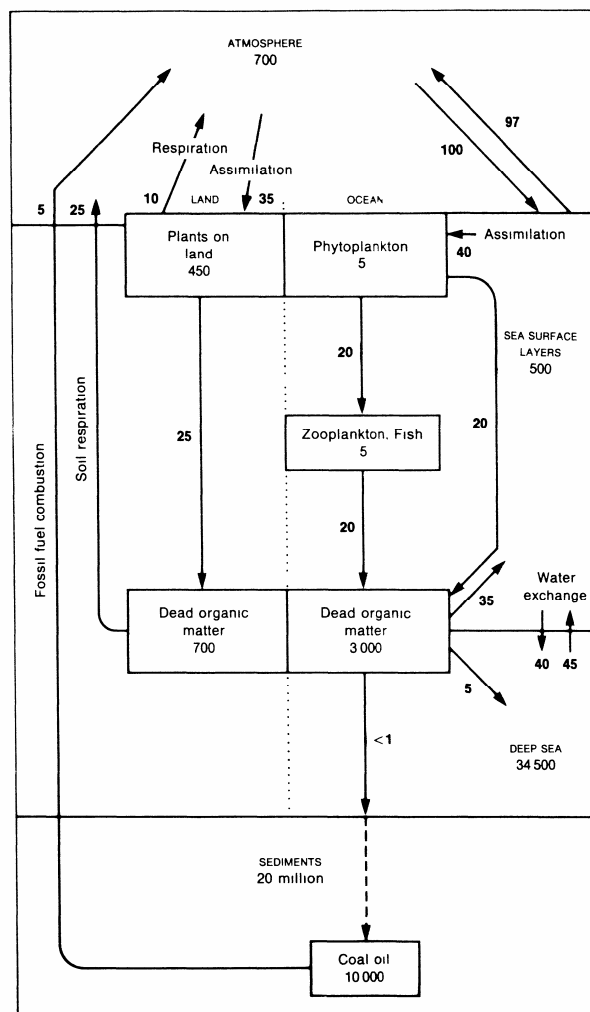 ATMOSPHERE
700
97
100
Respiration
Assimilation
5
25
10
LAND
35
OCEAN
Plants on
land
450
Phytoplankton
5
Assimilation
40
SEA SURFACE
LAYERS
500
20
20
Zooplankton, Fish
5
25
20
Soil respiration
Fossil fuel combustion
Dead organic
matter
700
Dead organic
matter
3 000
35
Water
exchange
40
45
5
<1
DEEP SEA
34 500
SEDIMENTS
20 million
Coal oil
10 000